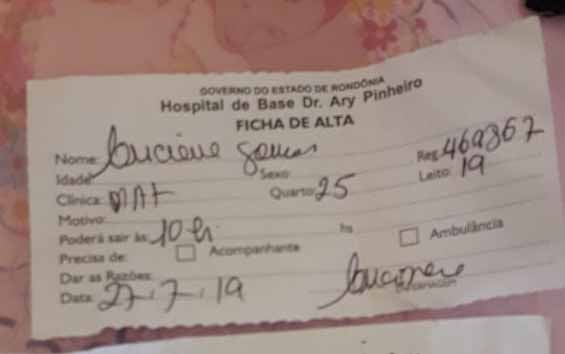 GOVERNO DO ESTADO DE RONDÔNIA
Hospital de Base Dr. Ary Pinheiro
FICHA DE ALTA
Nome: Luciene Reg. 469867
Idade: Sexo: Leito: 19
Clínica: MAT Quarto: 25
Motivo:
Poderá sair às: 10 h hs
Precisa de: Acompanhante Ambulância
Dar as Razões:
Data: 27.7.19